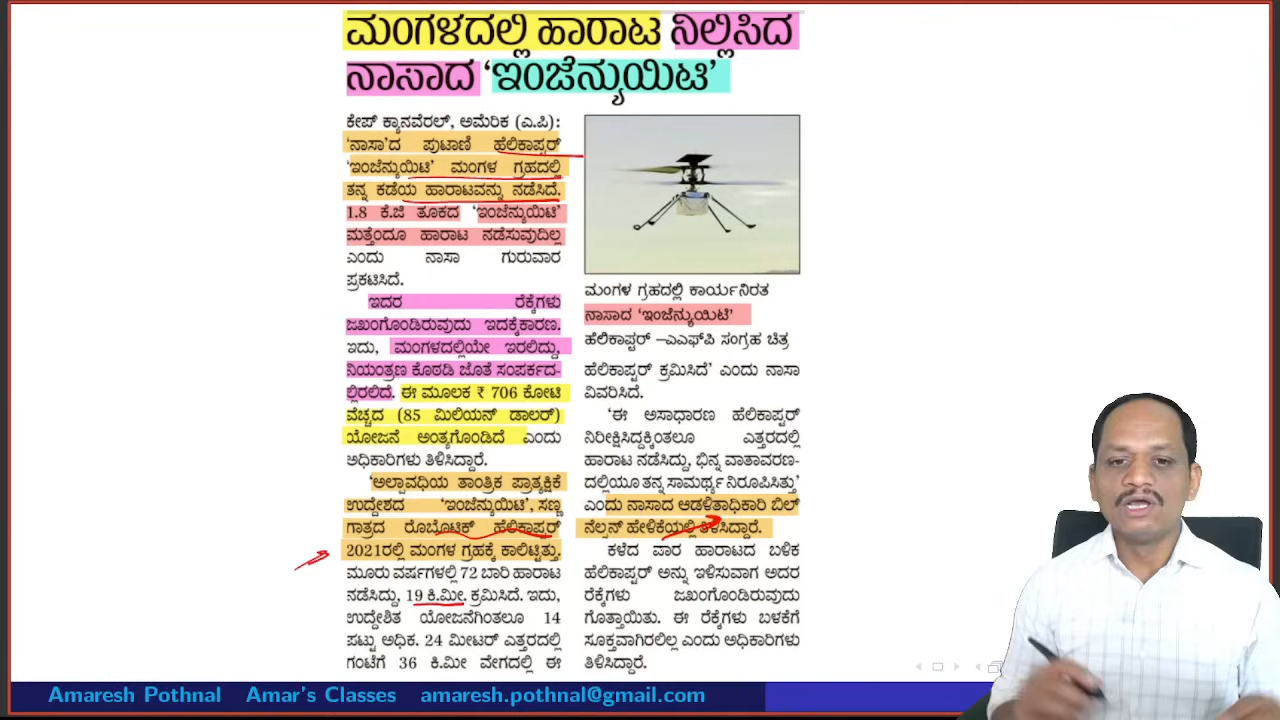 ಮಂಗಳದಲ್ಲಿ ಹಾರಾಟ ನಿಲ್ಲಿಸಿದ
ನಾಸಾದ ‘ಇಂಜೆನ್ಯುಯಿಟಿ’
ಕೇಪ್ ಕ್ಯಾನವೆರಲ್, ಅಮೆರಿಕ (ಎ.ಪಿ):
‘ನಾಸಾ’ದ ಪುಟಾಣಿ ಹೆಲಿಕಾಪ್ಟರ್
‘ಇಂಜೆನ್ಯುಯಿಟಿ’ ಮಂಗಳ ಗ್ರಹದಲ್ಲಿ
ತನ್ನ ಕಡೆಯ ಹಾರಾಟವನ್ನು ನಡೆಸಿದೆ.
1.8 ಕೆ.ಜಿ ತೂಕದ ‘ಇಂಜೆನ್ಯುಯಿಟಿ’
ಮತ್ತೆಂದೂ ಹಾರಾಟ ನಡೆಸುವುದಿಲ್ಲ
ಎಂದು ನಾಸಾ ಗುರುವಾರ
ಪ್ರಕಟಿಸಿದೆ.
ಇದರ ರೆಕ್ಕೆಗಳು
ಜಖಂಗೊಂಡಿರುವುದು ಇದಕ್ಕೆಕಾರಣ.
ಇದು, ಮಂಗಳದಲ್ಲಿಯೇ ಇರಲಿದ್ದು,
ನಿಯಂತ್ರಣ ಕೊಠಡಿ ಜೊತೆ ಸಂಪರ್ಕದ-
ಲ್ಲಿರಲಿದೆ. ಈ ಮೂಲಕ ₹ 706 ಕೋಟಿ
ವೆಚ್ಚದ (85 ಮಿಲಿಯನ್ ಡಾಲರ್)
ಯೋಜನೆ ಅಂತ್ಯಗೊಂಡಿದೆ ಎಂದು
ಅಧಿಕಾರಿಗಳು ತಿಳಿಸಿದ್ದಾರೆ.
‘ಅಲ್ಪಾವಧಿಯ ತಾಂತ್ರಿಕ ಪ್ರಾತ್ಯಕ್ಷಿಕೆ
ಉದ್ದೇಶದ ‘ಇಂಜೆನ್ಯುಯಿಟಿ’, ಸಣ್ಣ
ಗಾತ್ರದ ರೊಬೊಟಿಕ್ ಹೆಲಿಕಾಪ್ಟರ್
2021ರಲ್ಲಿ ಮಂಗಳ ಗ್ರಹಕ್ಕೆ ಕಾಲಿಟ್ಟಿತ್ತು.
ಮೂರು ವರ್ಷಗಳಲ್ಲಿ 72 ಬಾರಿ ಹಾರಾಟ
ನಡೆಸಿದ್ದು, 19 ಕಿ.ಮೀ. ಕ್ರಮಿಸಿದೆ. ಇದು,
ಉದ್ದೇಶಿತ ಯೋಜನೆಗಿಂತಲೂ 14
ಪಟ್ಟು ಅಧಿಕ. 24 ಮೀಟರ್ ಎತ್ತರದಲ್ಲಿ
ಗಂಟೆಗೆ 36 ಕಿ.ಮೀ ವೇಗದಲ್ಲಿ ಈ
ಮಂಗಳ ಗ್ರಹದಲ್ಲಿ ಕಾರ್ಯನಿರತ
ನಾಸಾದ ‘ಇಂಜೆನ್ಯುಯಿಟಿ’
ಹೆಲಿಕಾಪ್ಟರ್ –ಎಎಫ್‌ಪಿ ಸಂಗ್ರಹ ಚಿತ್ರ
ಹೆಲಿಕಾಪ್ಟರ್ ಕ್ರಮಿಸಿದೆ’ ಎಂದು ನಾಸಾ
ವಿವರಿಸಿದೆ.
‘ಈ ಅಸಾಧಾರಣ ಹೆಲಿಕಾಪ್ಟರ್
ನಿರೀಕ್ಷಿಸಿದ್ದಕ್ಕಿಂತಲೂ ಎತ್ತರದಲ್ಲಿ
ಹಾರಾಟ ನಡೆಸಿದ್ದು, ಭಿನ್ನ ವಾತಾವರಣ-
ದಲ್ಲಿಯೂ ತನ್ನ ಸಾಮರ್ಥ್ಯ ನಿರೂಪಿಸಿತ್ತು’
ಎಂದು ನಾಸಾದ ಆಡಳಿತಾಧಿಕಾರಿ ಬಿಲ್
ನೆಲ್ಸನ್ ಹೇಳಿಕೆಯಲ್ಲಿ ತಿಳಿಸಿದ್ದಾರೆ.
ಕಳೆದ ವಾರ ಹಾರಾಟದ ಬಳಿಕ
ಹೆಲಿಕಾಪ್ಟರ್ ಅನ್ನು ಇಳಿಸುವಾಗ ಅದರ
ರೆಕ್ಕೆಗಳು ಜಖಂಗೊಂಡಿರುವುದು
ಗೊತ್ತಾಯಿತು. ಈ ರೆಕ್ಕೆಗಳು ಬಳಕೆಗೆ
ಸೂಕ್ತವಾಗಿರಲಿಲ್ಲ ಎಂದು ಅಧಿಕಾರಿಗಳು
ತಿಳಿಸಿದ್ದಾರೆ.
Amaresh Pothnal Amar's Classes amaresh.pothnal@gmail.com